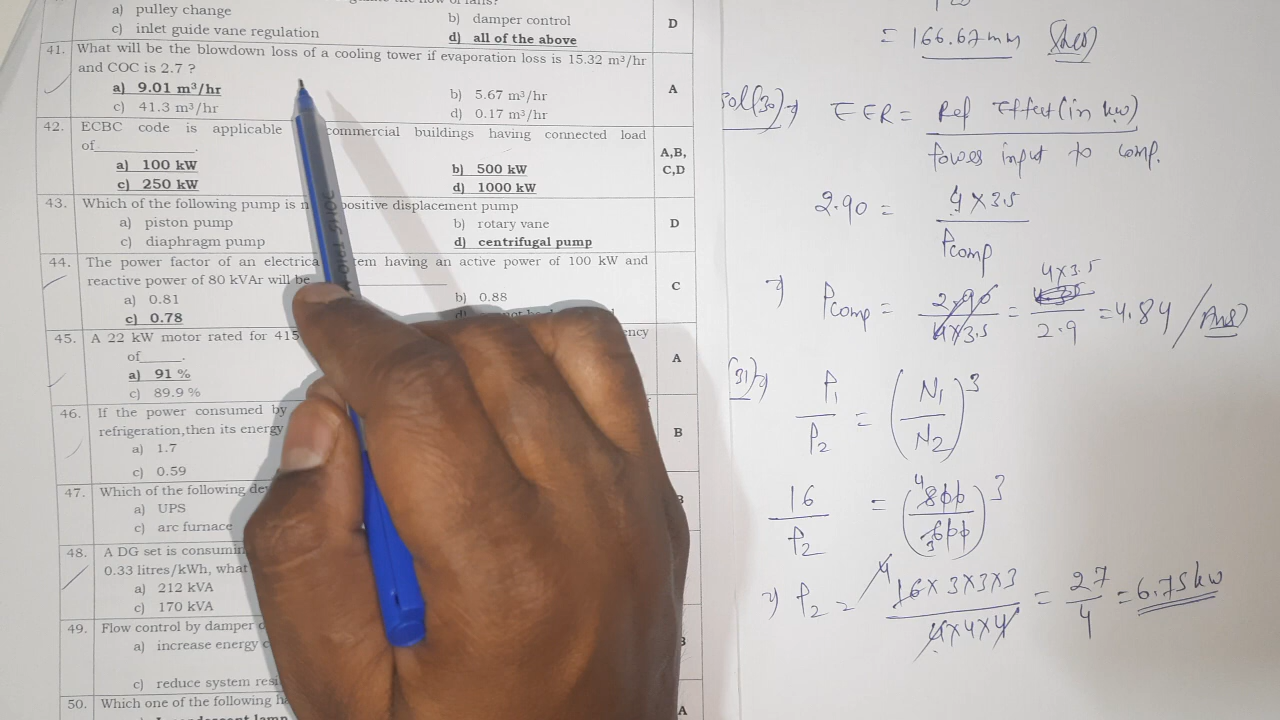 a) pulley change
b) damper control
c) inlet guide vane regulation
d) all of the above
D
41. What will be the blowdown loss of a cooling tower if evaporation loss is 15.32 m³/hr
and COC is 2.7 ?
a) 9.01 m³/hr
b) 5.67 m³/hr
c) 41.3 m³/hr
d) 0.17 m³/hr
A
42. ECBC code is applicable commercial buildings having connected load
of
a) 100 kW
b) 500 kW
c) 250 kW
d) 1000 kW
A,B,
C,D
43. Which of the following pump is n positive displacement pump
a) piston pump
b) rotary vane
c) diaphragm pump
d) centrifugal pump
D
44. The power factor of an electrica tem having an active power of 100 kW and
reactive power of 80 kVAr will be
a) 0.81
b) 0.88
c) 0.78
C
45. A 22 kW motor rated for 415 ency
of
a) 91 %
c) 89.9 %
A
46. If the power consumed by
refrigeration,then its energy
a) 1.7
c) 0.59
B
47. Which of the following de
a) UPS
c) arc furnace
48. A DG set is consumin
0.33 litres/kWh, what
a) 212 kVA
c) 170 kVA
49. Flow control by damper
a) increase energy c
c) reduce system resi
50. Which one of the following
A
= 166.67mm (Ans)
Sol(30)⇒ EER = Ref Effect(in kw)
Power input to comp.
2.90 = 4 X 3.5
Pcomp
⇒ Pcomp = 2.90 = 4 X 3.5 = 4.84 / Ans
4X3.5 2.9
(31)⇒ P1 = (N1)3
P2 N2
16 = (4 800)3
P2 3 600
⇒ P2 = 4 16 X 3 X 3 X 3 = 27 = 6.75 kw
4 X 4 X 4 4